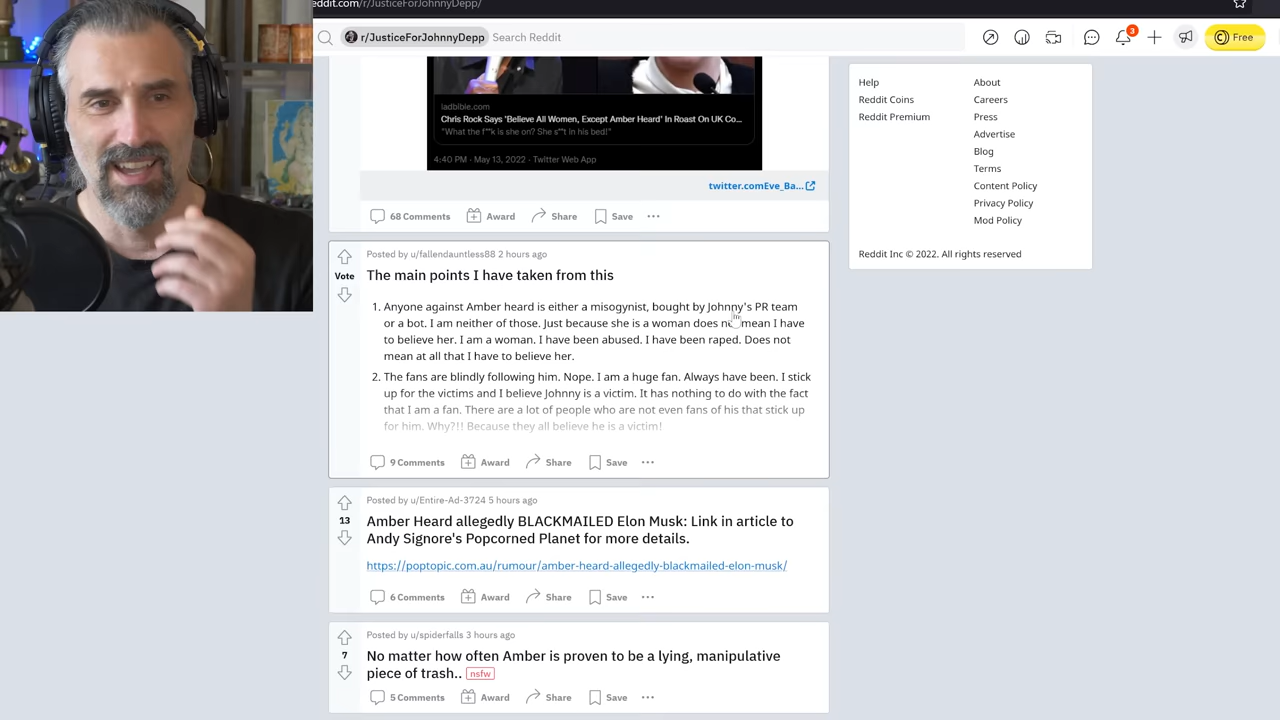 eddit.com/r/JusticeForJohnnyDepp/
r/JusticeForJohnnyDepp Search Reddit
3
Free
ladbible.com
Chris Rock Says 'Believe All Women, Except Amber Heard' In Roast On UK Co...
"What the f**k is she on? She s**t in his bed!"
4:40 PM · May 13, 2022 · Twitter Web App
twitter.comEve_Ba...
68 Comments Award Share Save ...
Posted by u/fallendauntless88 2 hours ago
Vote
The main points I have taken from this
1. Anyone against Amber heard is either a misogynist, bought by Johnny's PR team
or a bot. I am neither of those. Just because she is a woman does not mean I have
to believe her. I am a woman. I have been abused. I have been raped. Does not
mean at all that I have to believe her.
2. The fans are blindly following him. Nope. I am a huge fan. Always have been. I stick
up for the victims and I believe Johnny is a victim. It has nothing to do with the fact
that I am a fan. There are a lot of people who are not even fans of his that stick up
for him. Why?!! Because they all believe he is a victim!
9 Comments Award Share Save ...
Posted by u/Entire-Ad-3724 5 hours ago
13
Amber Heard allegedly BLACKMAILED Elon Musk: Link in article to
Andy Signore's Popcorned Planet for more details.
https://poptopic.com.au/rumour/amber-heard-allegedly-blackmailed-elon-musk/
6 Comments Award Share Save ...
Posted by u/spiderfalls 3 hours ago
7
No matter how often Amber is proven to be a lying, manipulative
piece of trash.. nsfw
5 Comments Award Share Save ...
Help
Reddit Coins
Reddit Premium
About
Careers
Press
Advertise
Blog
Terms
Content Policy
Privacy Policy
Mod Policy
Reddit Inc © 2022. All rights reserved